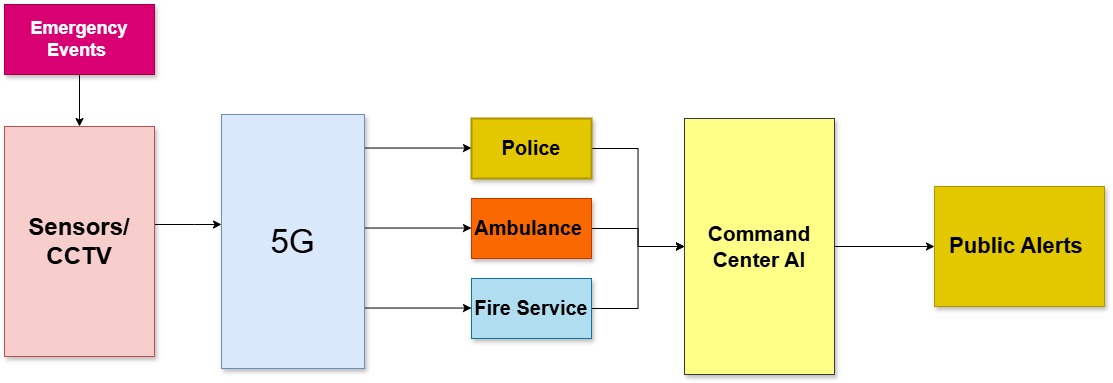 Emergency
Events
Sensors/
CCTV
5G
Police
Ambulance
Fire Service
Command
Center AI
Public Alerts